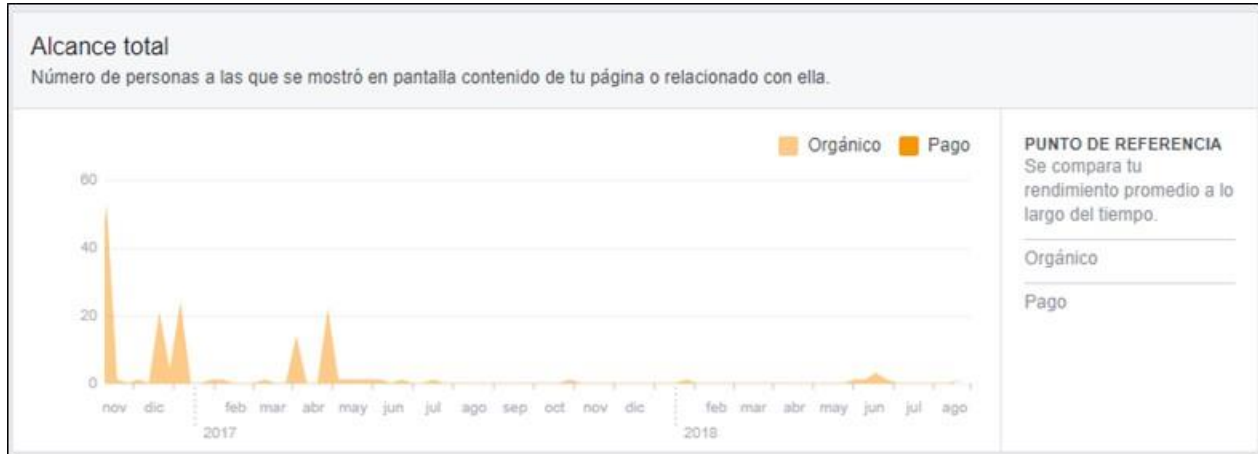 Alcance total
Número de personas a las que se mostró en pantalla contenido de tu página o relacionado con ella.
Orgánico Pago
60
40
20
0
nov dic feb mar abr may jun jul ago sep oct nov dic feb mar abr may jun jul ago
2017 2018
PUNTO DE REFERENCIA
Se compara tu
rendimiento promedio a lo
largo del tiempo.
Orgánico
Pago